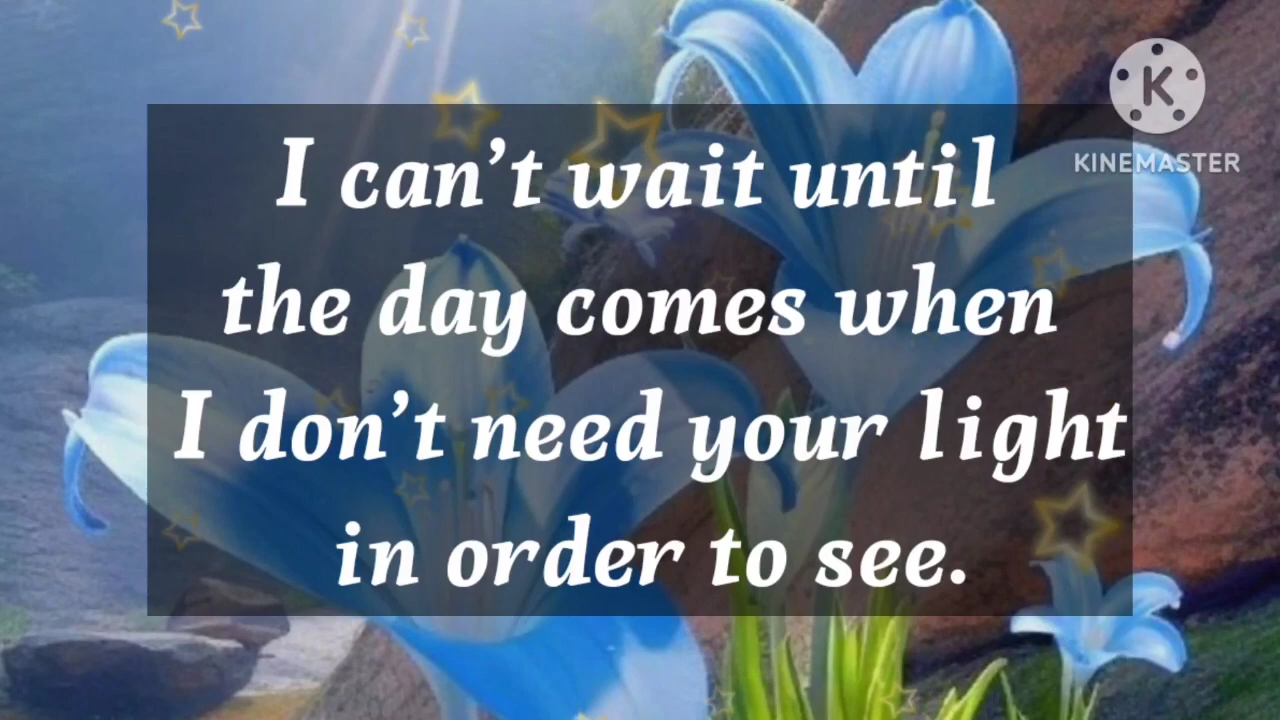 I can't wait until
the day comes when
I don't need your light
in order to see.
K
KINEMASTER